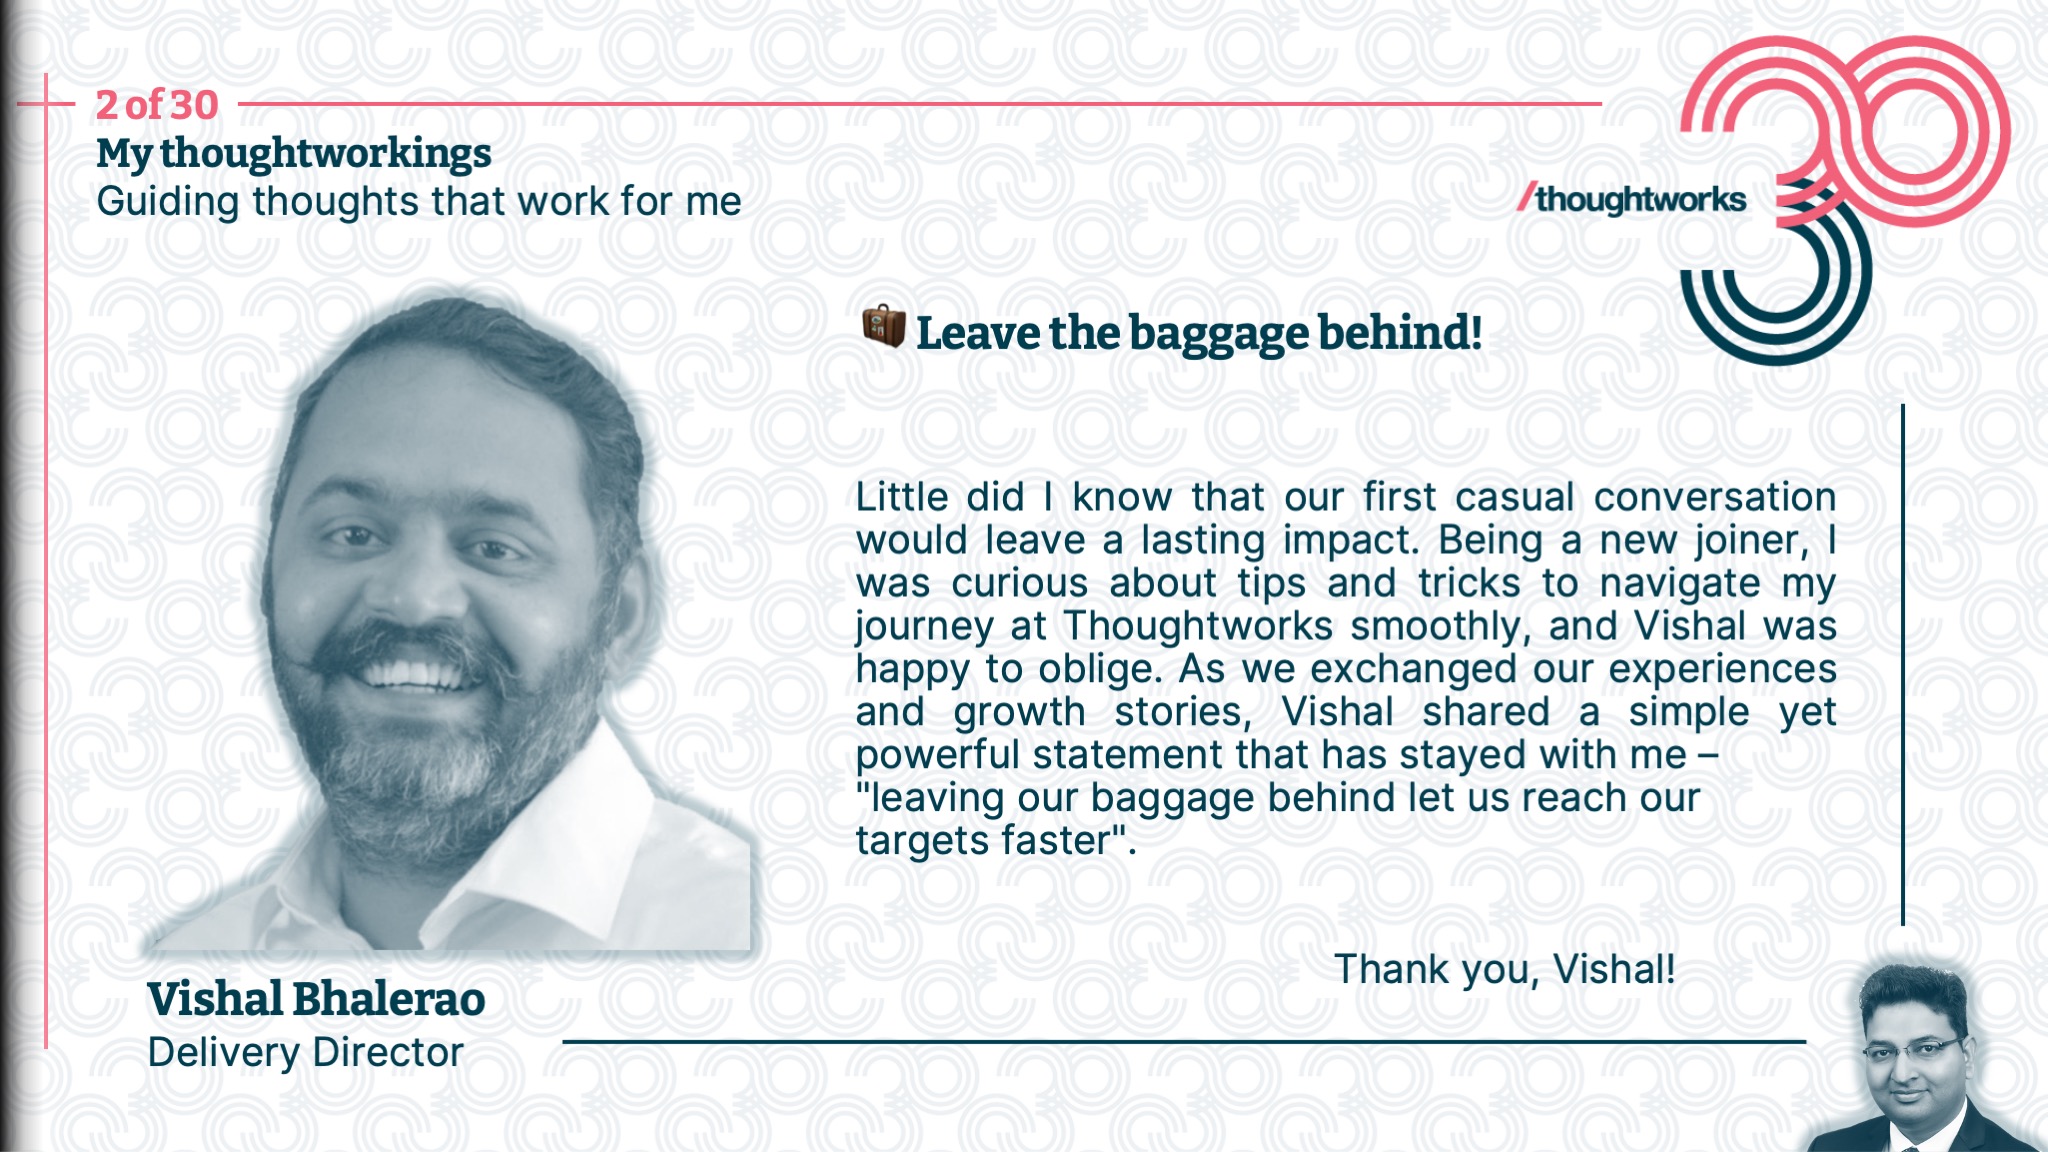 2 of 30
My thoughtworkings
Guiding thoughts that work for me
/thoughtworks
30
3
Leave the baggage behind!
Little did I know that our first casual conversation
would leave a lasting impact. Being a new joiner, I
was curious about tips and tricks to navigate my
journey at Thoughtworks smoothly, and Vishal was
happy to oblige. As we exchanged our experiences
and growth stories, Vishal shared a simple yet
powerful statement that has stayed with me –
"leaving our baggage behind let us reach our
targets faster".
Thank you, Vishal!
Vishal Bhalerao
Delivery Director